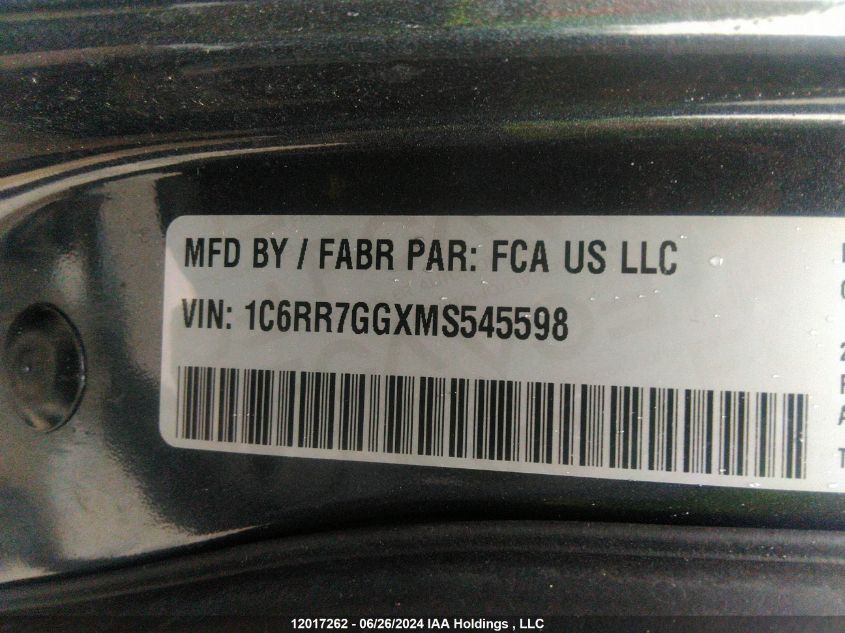 MFD BY / FABR PAR: FCA US LLC
VIN: 1C6RR7GGXMS545598
12017262 - 06/26/2024 IAA Holdings , LLC